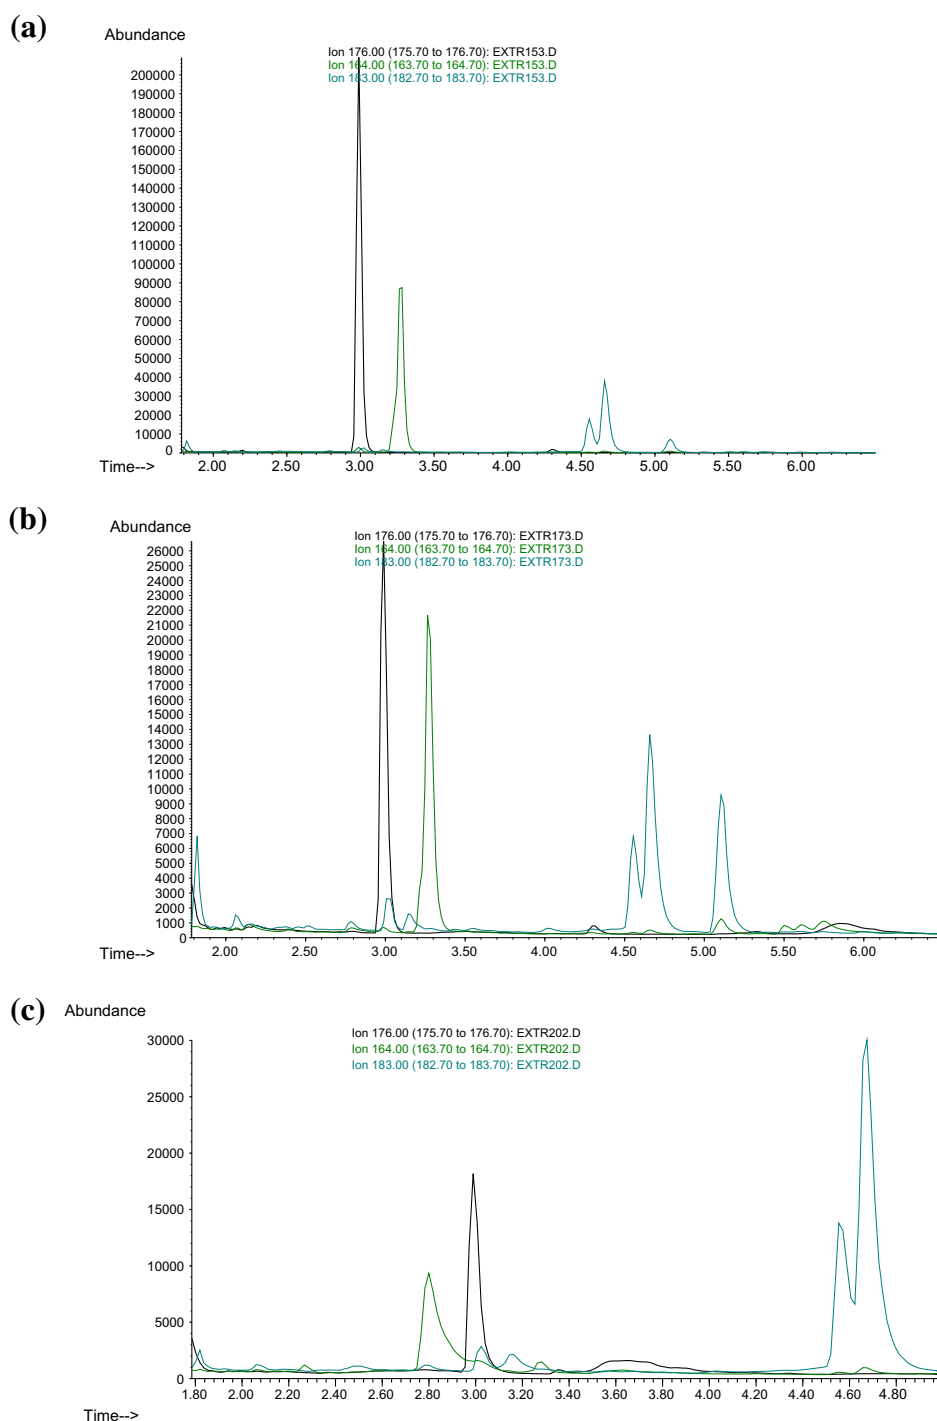 (a)
Abundance
Ion 176.00 (175.70 to 176.70): EXTR153.D
Ion 164.00 (163.70 to 164.70): EXTR153.D
Ion 183.00 (182.70 to 183.70): EXTR153.D
200000
190000
180000
170000
160000
150000
140000
130000
120000
110000
100000
90000
80000
70000
60000
50000
40000
30000
20000
10000
0
2.00 2.50 3.00 3.50 4.00 4.50 5.00 5.50 6.00
Time-->
(b)
Abundance
Ion 176.00 (175.70 to 176.70): EXTR173.D
Ion 164.00 (163.70 to 164.70): EXTR173.D
Ion 183.00 (182.70 to 183.70): EXTR173.D
26000
25000
24000
23000
22000
21000
20000
19000
18000
17000
16000
15000
14000
13000
12000
11000
10000
9000
8000
7000
6000
5000
4000
3000
2000
1000
0
2.00 2.50 3.00 3.50 4.00 4.50 5.00 5.50 6.00
Time-->
(c)
Abundance
Ion 176.00 (175.70 to 176.70): EXTR202.D
Ion 164.00 (163.70 to 164.70): EXTR202.D
Ion 183.00 (182.70 to 183.70): EXTR202.D
30000
25000
20000
15000
10000
5000
0
1.80 2.00 2.20 2.40 2.60 2.80 3.00 3.20 3.40 3.60 3.80 4.00 4.20 4.40 4.60 4.80
Time-->